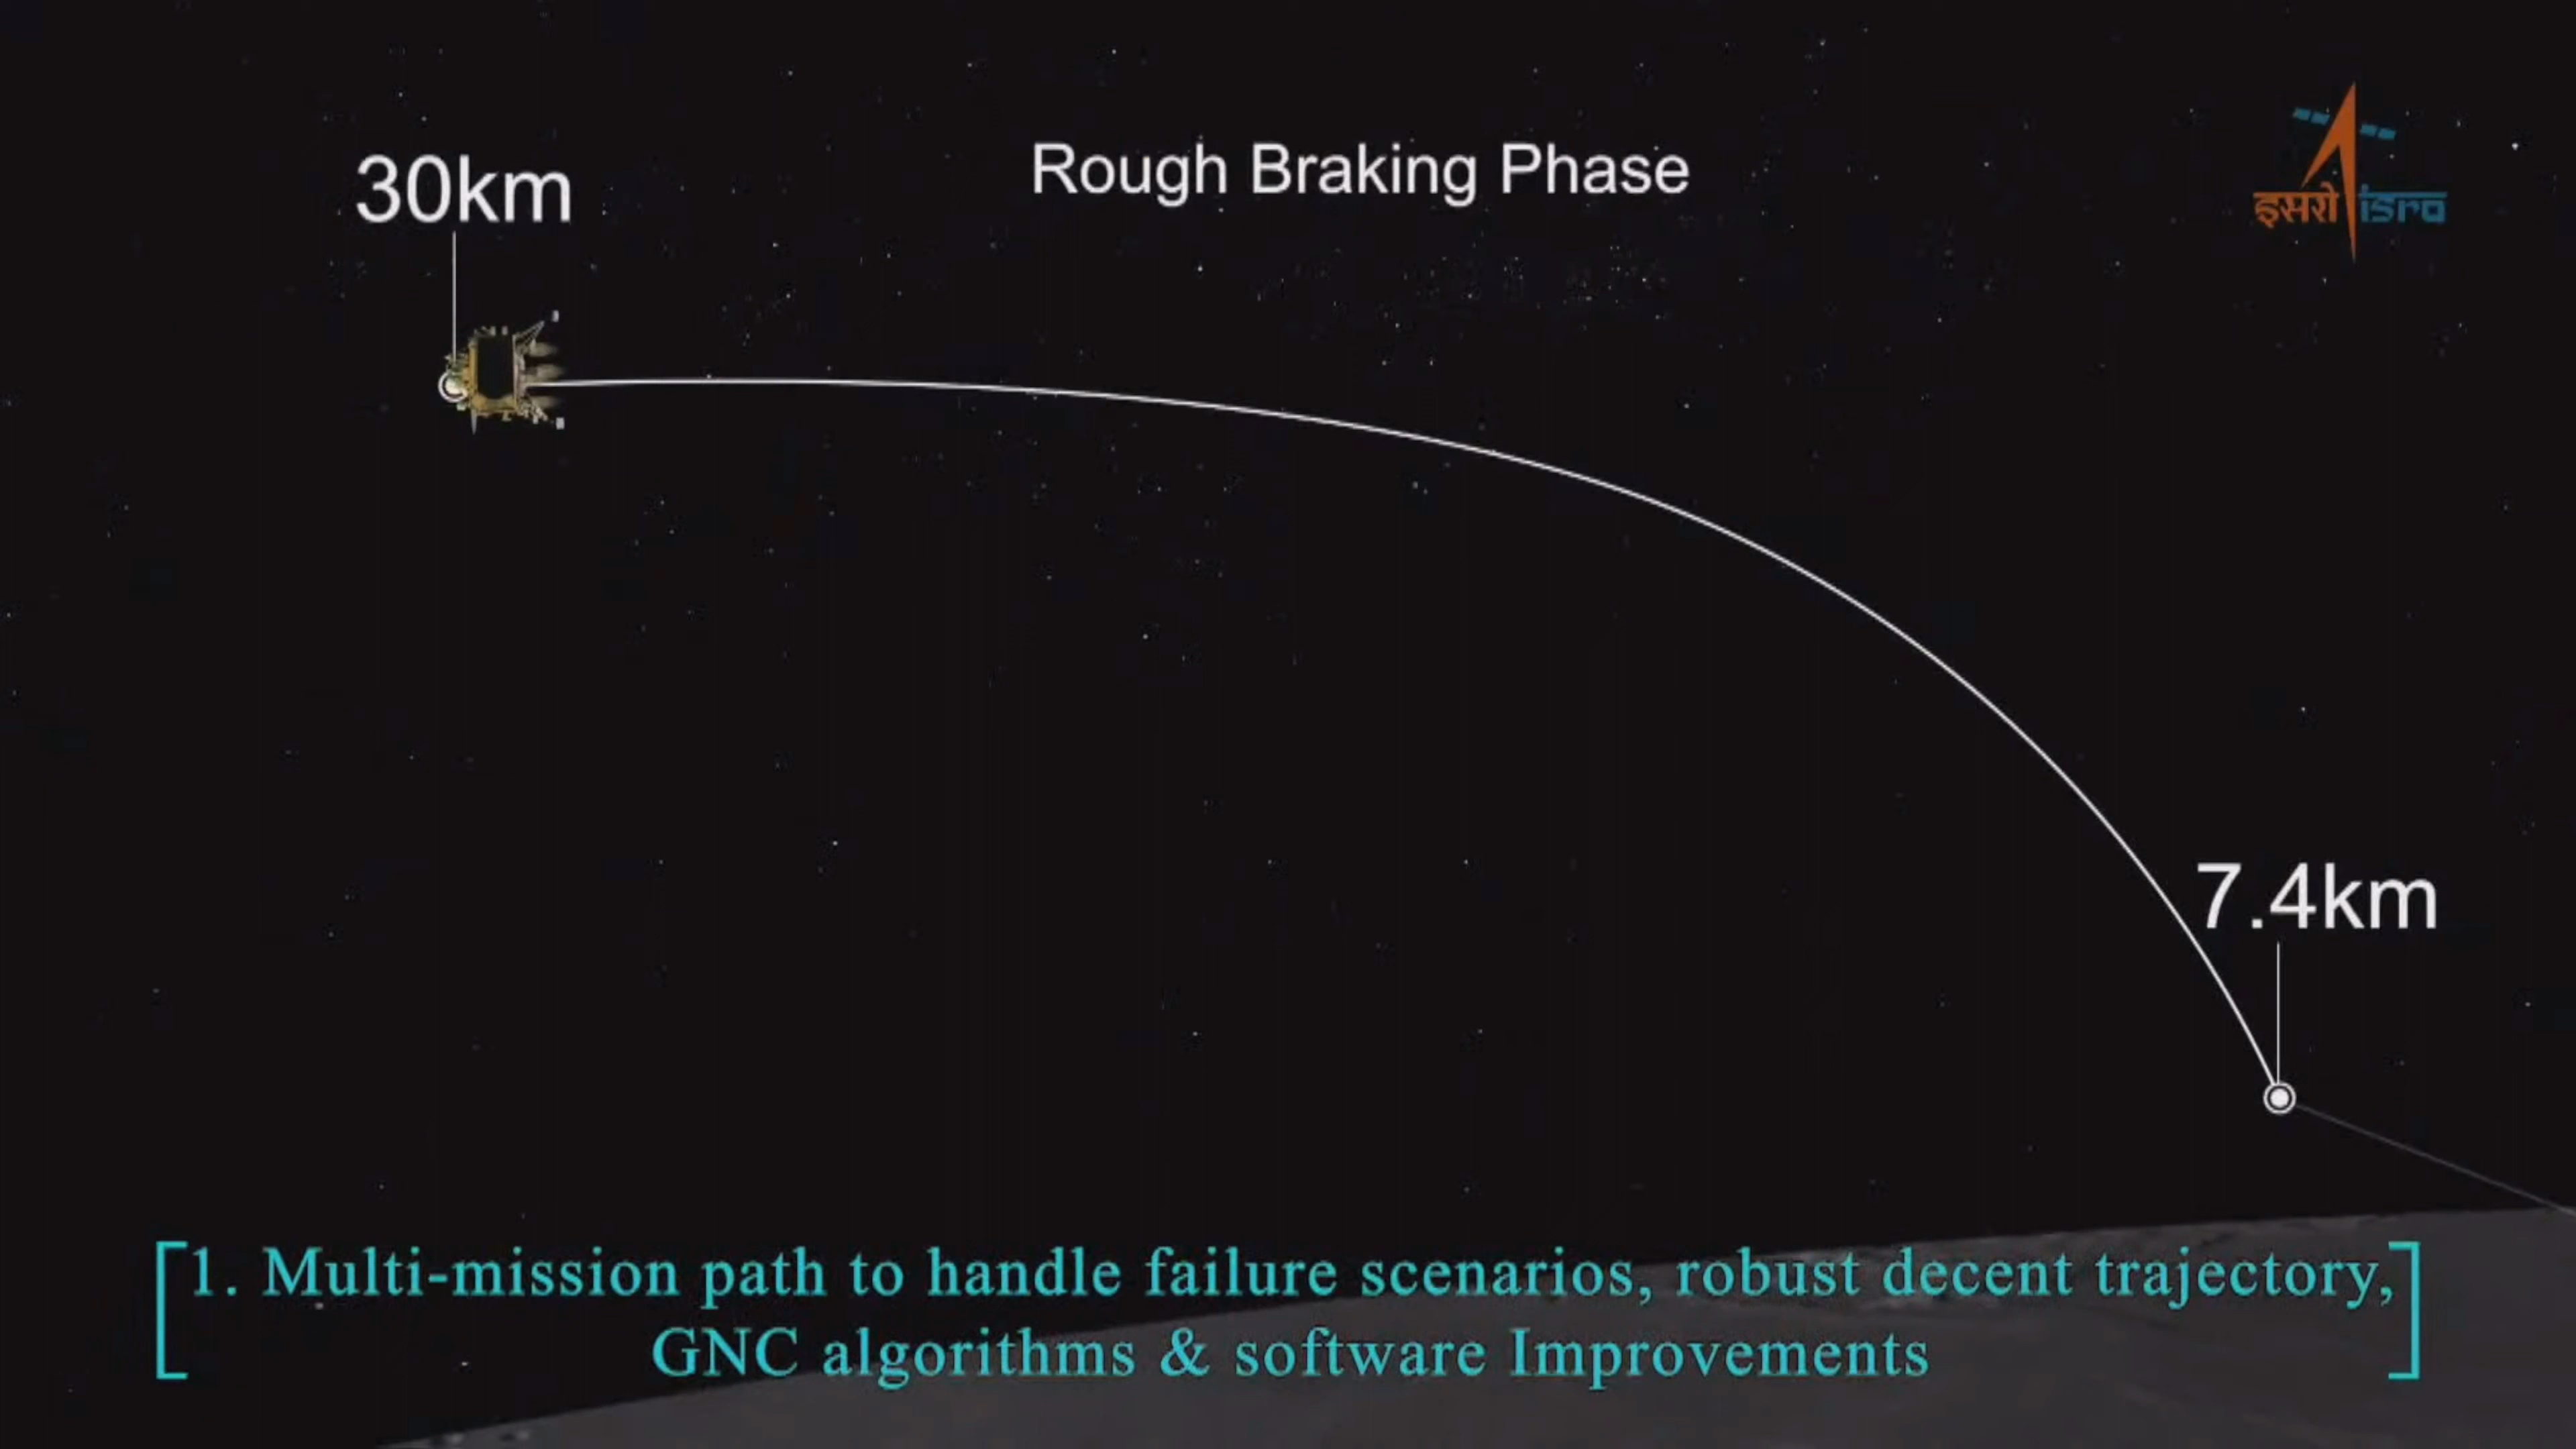 30km
Rough Braking Phase
इसरो isro
7.4km
1. Multi-mission path to handle failure scenarios, robust decent trajectory,
GNC algorithms & software Improvements